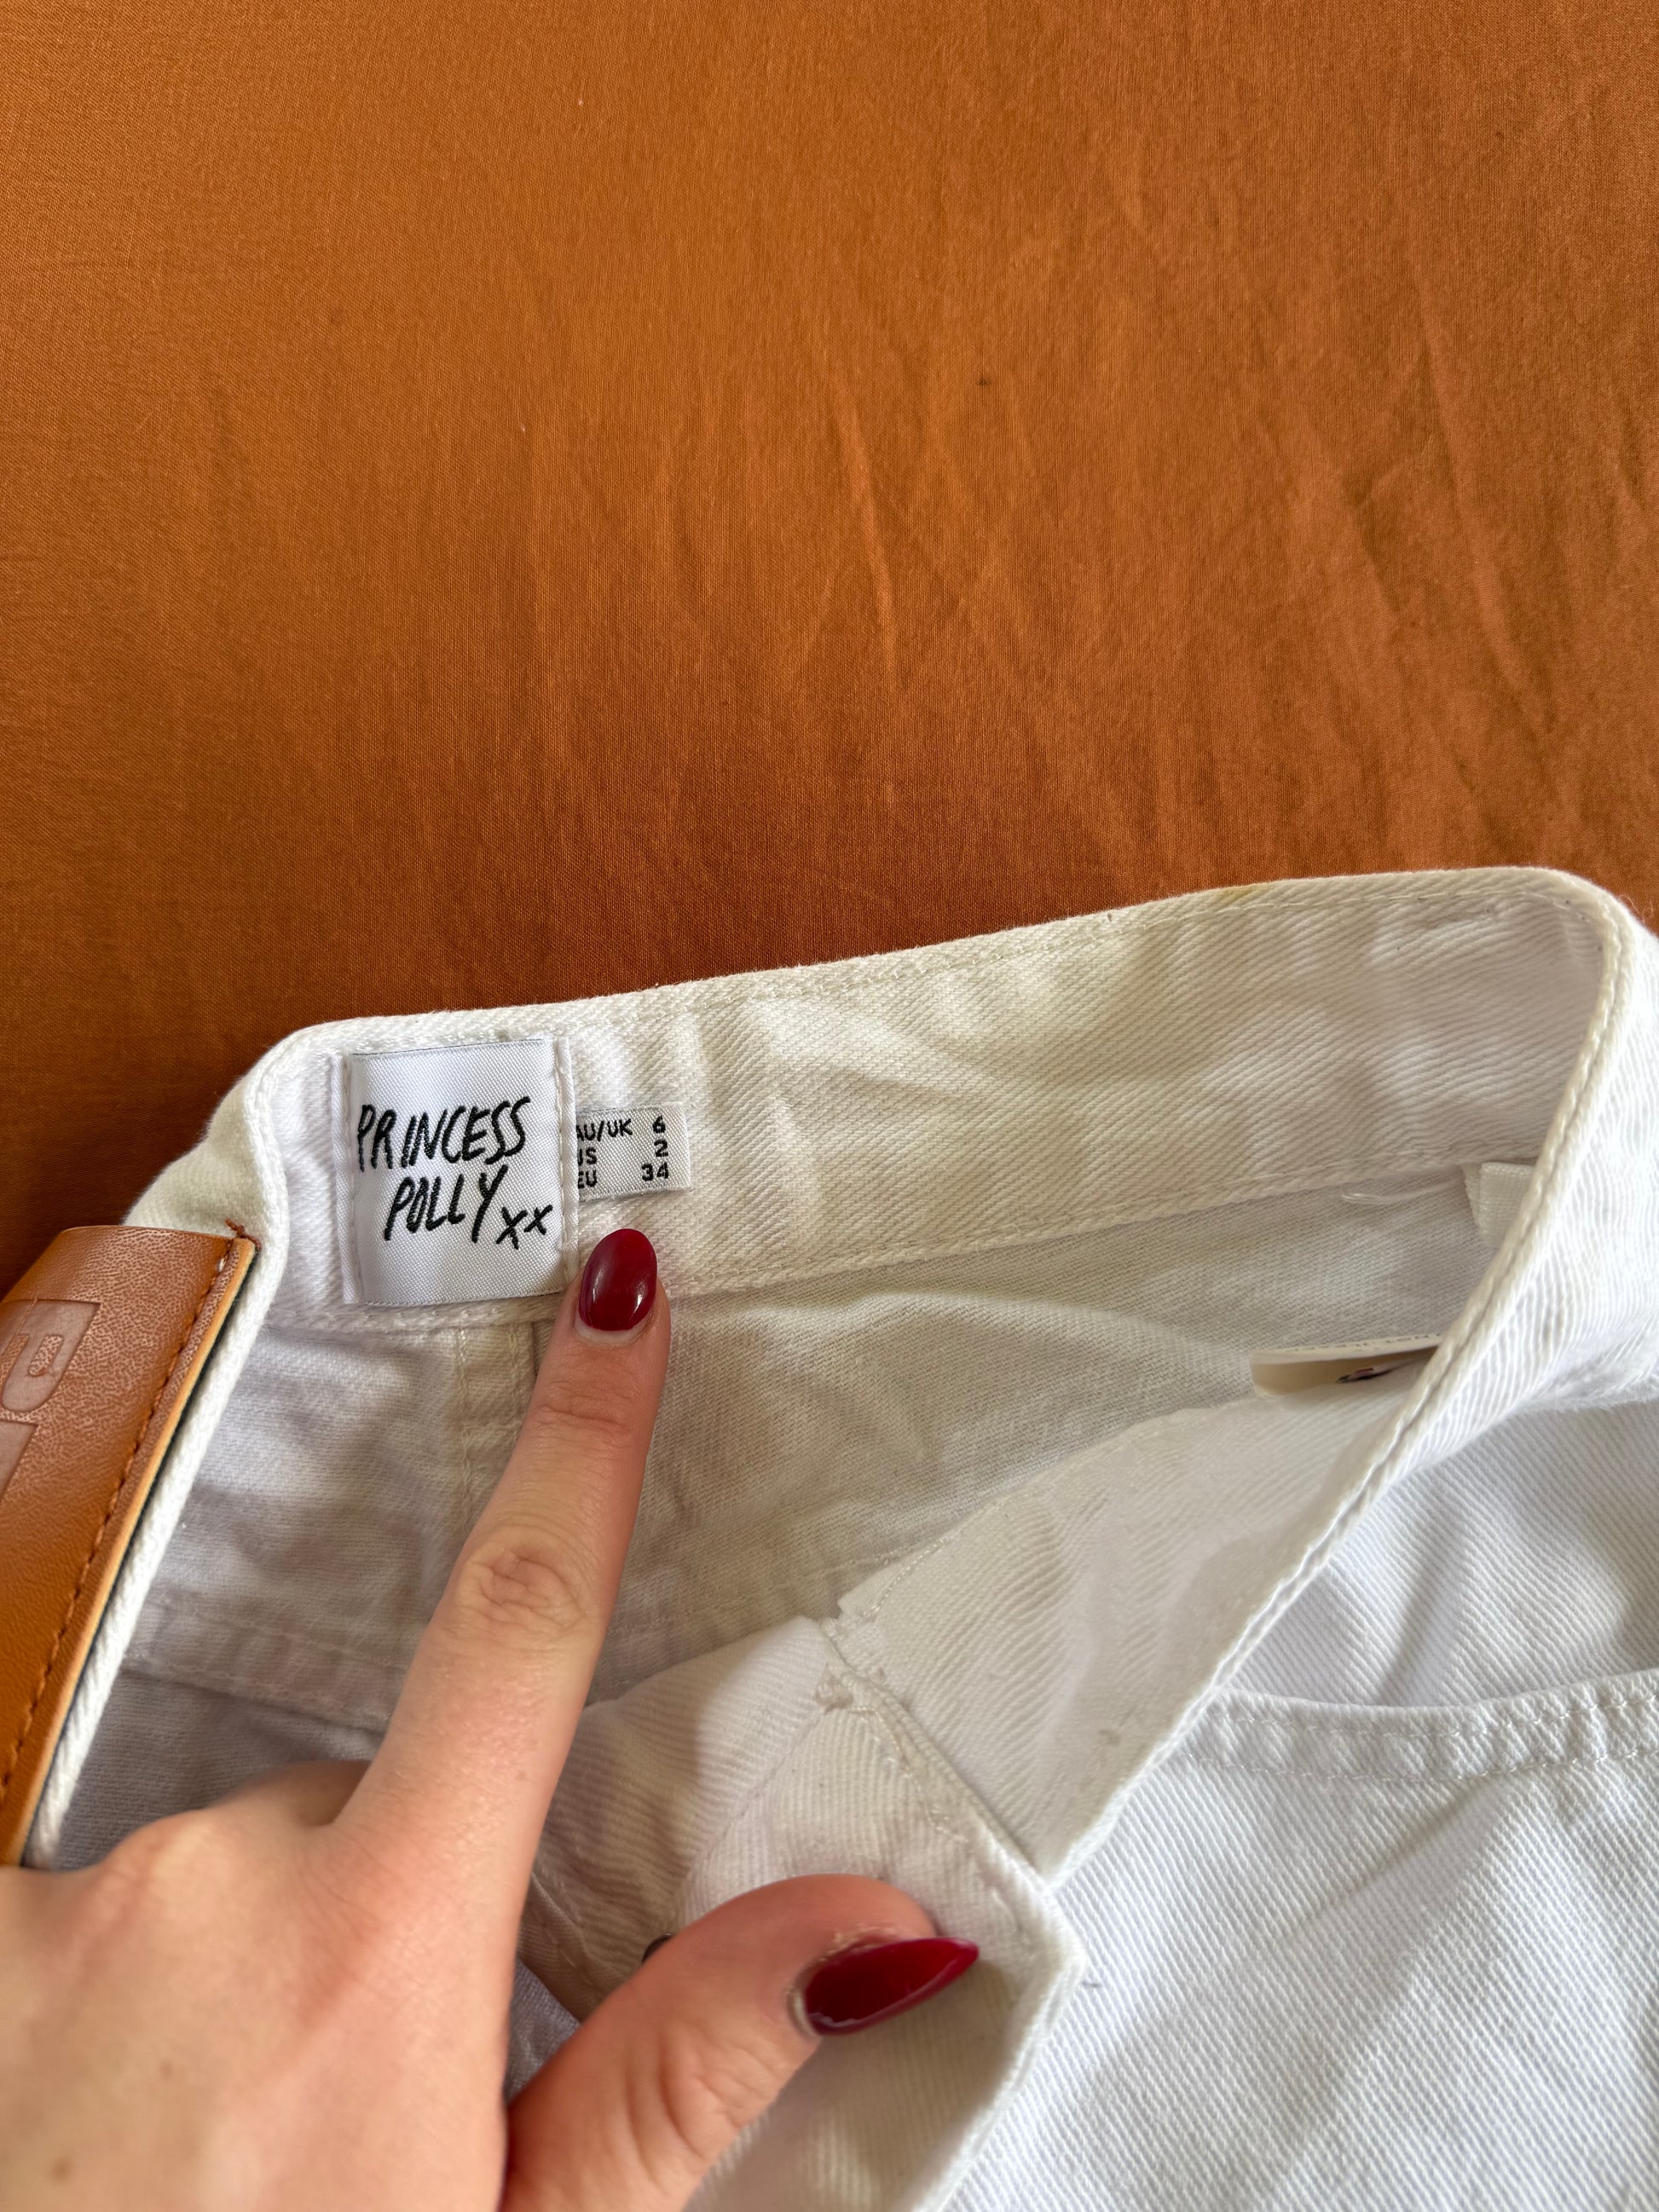 PRINCESS
POLLY xx
AU/UK 6
US 2
EU 34